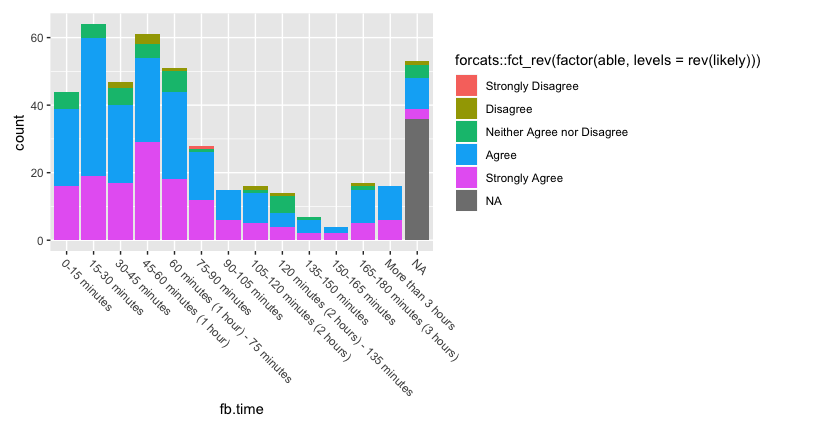 60
40
20
0
count
0-15 minutes
15-30 minutes
30-45 minutes
45-60 minutes (1 hour)
60 minutes (1 hour) - 75 minutes
75-90 minutes
90-105 minutes
105-120 minutes (2 hours)
120 minutes (2 hours) - 135 minutes
135-150 minutes
150-165 minutes
165-180 minutes (3 hours)
More than 3 hours
NA
fb.time
forcats::fct_rev(factor(able, levels = rev(likely)))
Strongly Disagree
Disagree
Neither Agree nor Disagree
Agree
Strongly Agree
NA